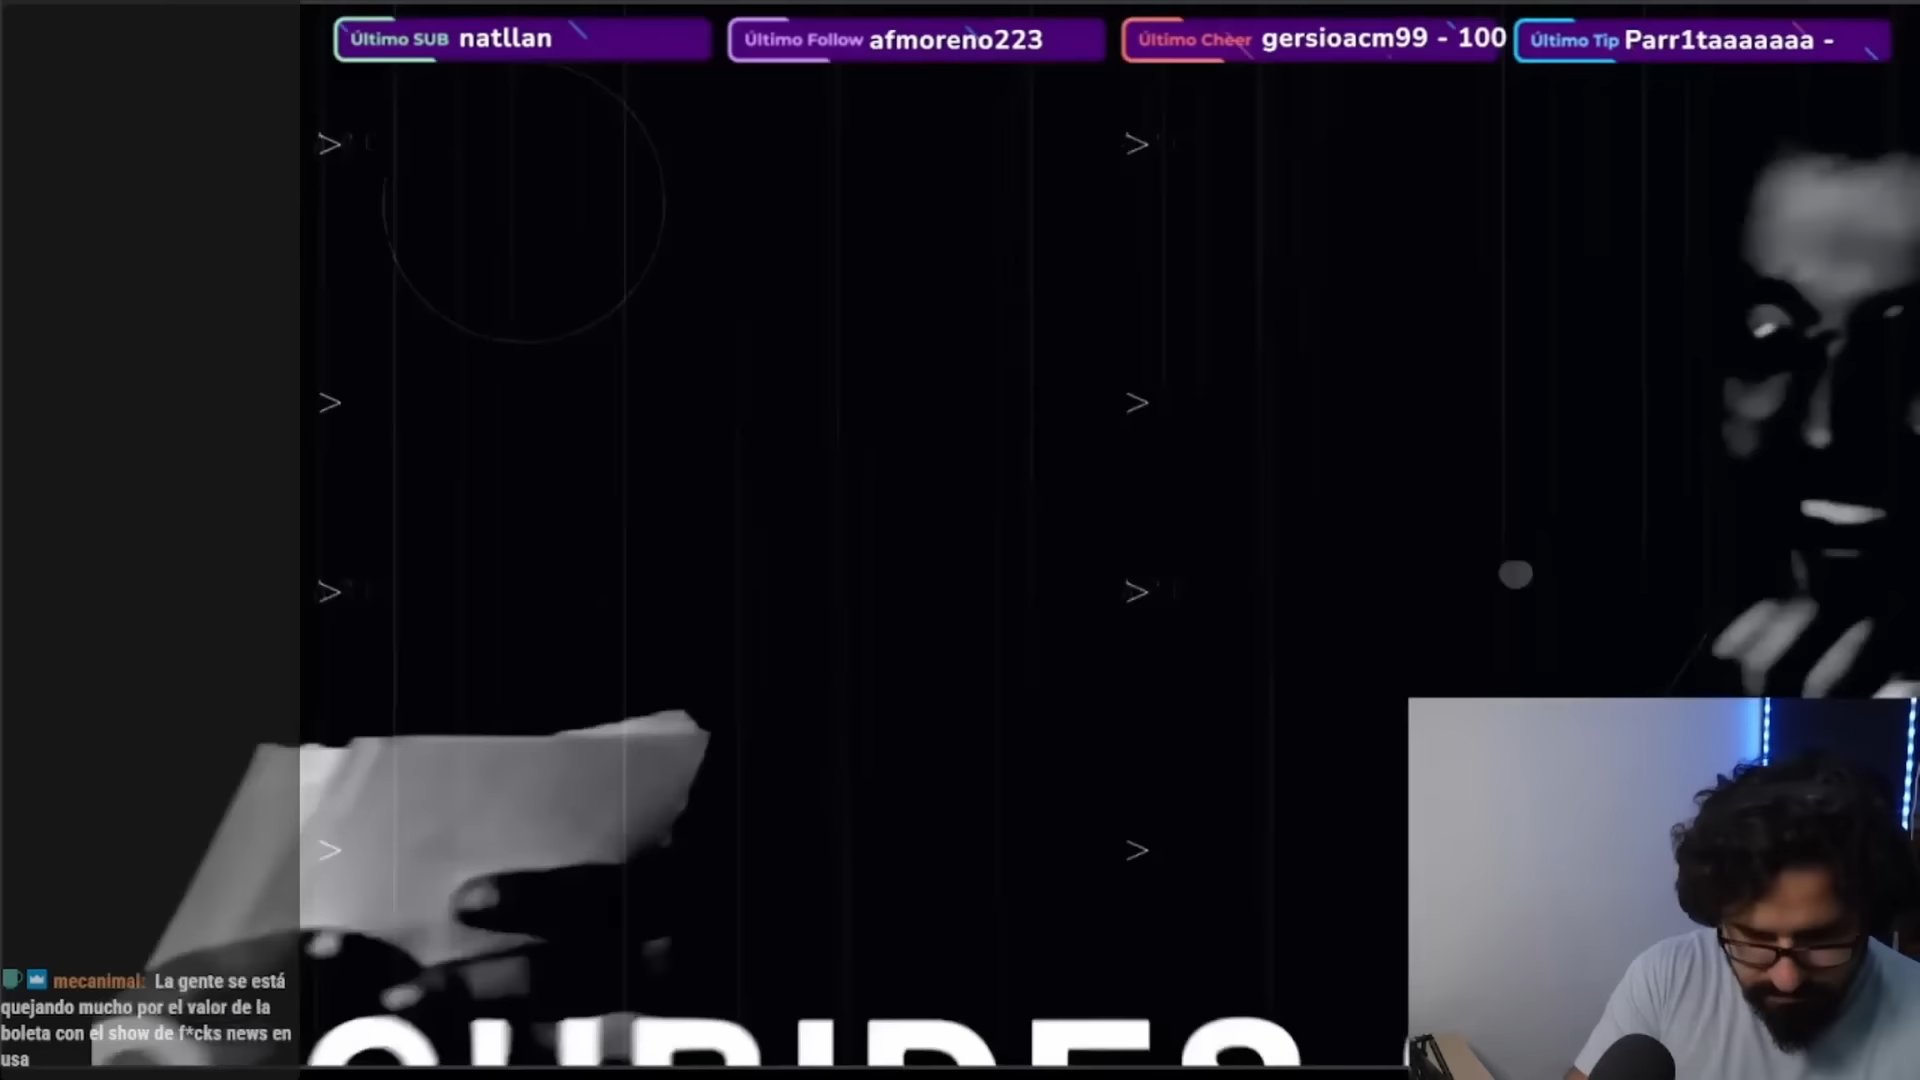 Último SUB natllan
Último Follow afmoreno223
Último Cheer gersioacm99 - 100
Último Tip Parr1taaaaaaa -
>
>
>
>
>
>
>
>
mecanimal: La gente se está
quejando mucho por el valor de la
boleta con el show de f*cks news en
usa